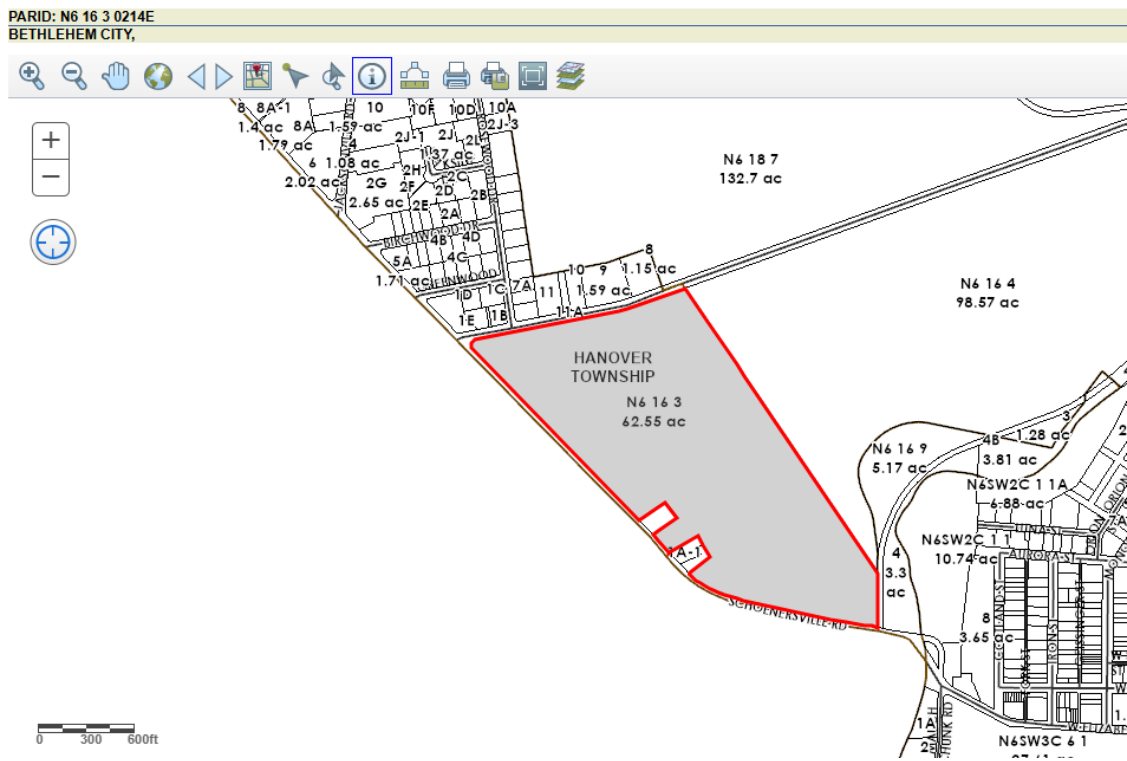 PARID: N6 16 3 0214E
BETHLEHEM CITY,
+
−
8 8A-1
1.4 ac 8A
1.79 ac
10
1.59 ac
4
6 1.08 ac
2.02 ac
10F
10D
10A
2J-3
2J-1
2J
2L
2H
2C
2G
2F
2D
2B
2.65 ac
2E
2A
BIRCHWOOD DR
4B
4D
5A
4C
1.71 ac
1D
1C
7A
1E
1B
11
11A
10
9
1.59 ac
8
1.15 ac
N6 18 7
132.7 ac
N6 16 4
98.57 ac
HANOVER
TOWNSHIP
N6 16 3
62.55 ac
1A-1
SCHOENERSVILLE RD
N6 16 9
5.17 ac
4B
3.81 ac
3
1.28 ac
N6SW2C 1 1A
6.88 ac
N6SW2C 1 1
10.74 ac
AURORA-ST
4
3.3
ac
8
3.65 ac
IRON-ST
1A
2
N6SW3C 6 1
0 300 600ft